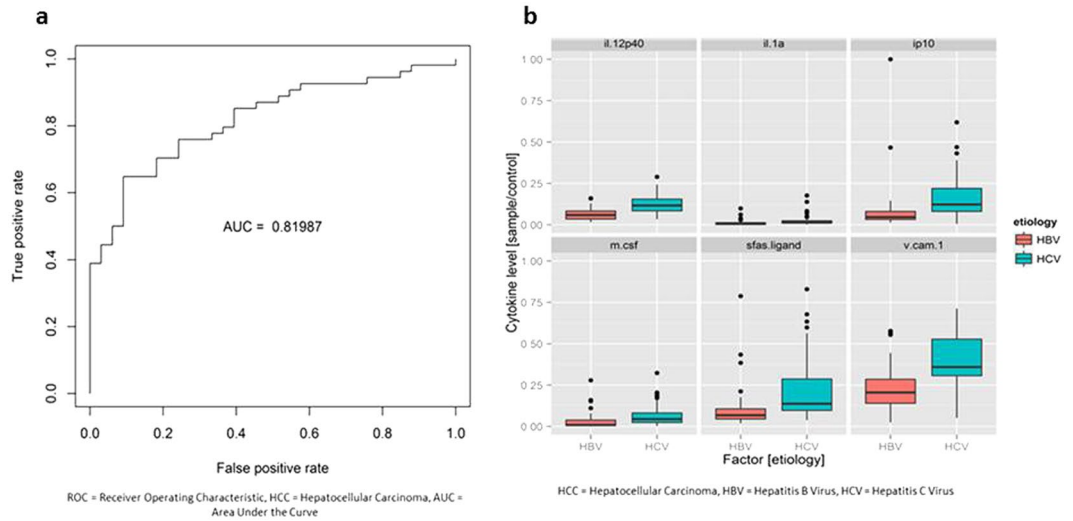 a
1.0
0.8
0.6
0.4
0.2
0.0
True positive rate
AUC = 0.81987
0.0 0.2 0.4 0.6 0.8 1.0
False positive rate
ROC = Receiver Operating Characteristic, HCC = Hepatocellular Carcinoma, AUC =
Area Under the Curve
b
il.12p40 il.1a ip10
1 00
0 75
0 50
0 25
0 00
m.csf sfas.ligand v.cam.1
1 00
0 75
0 50
0 25
0 00
Cytokine level [sample/control]
HBV HCV HBV HCV HBV HCV
Factor [etiology]
etiology
HBV
HCV
HCC = Hepatocellular Carcinoma, HBV = Hepatitis B Virus, HCV = Hepatitis C Virus